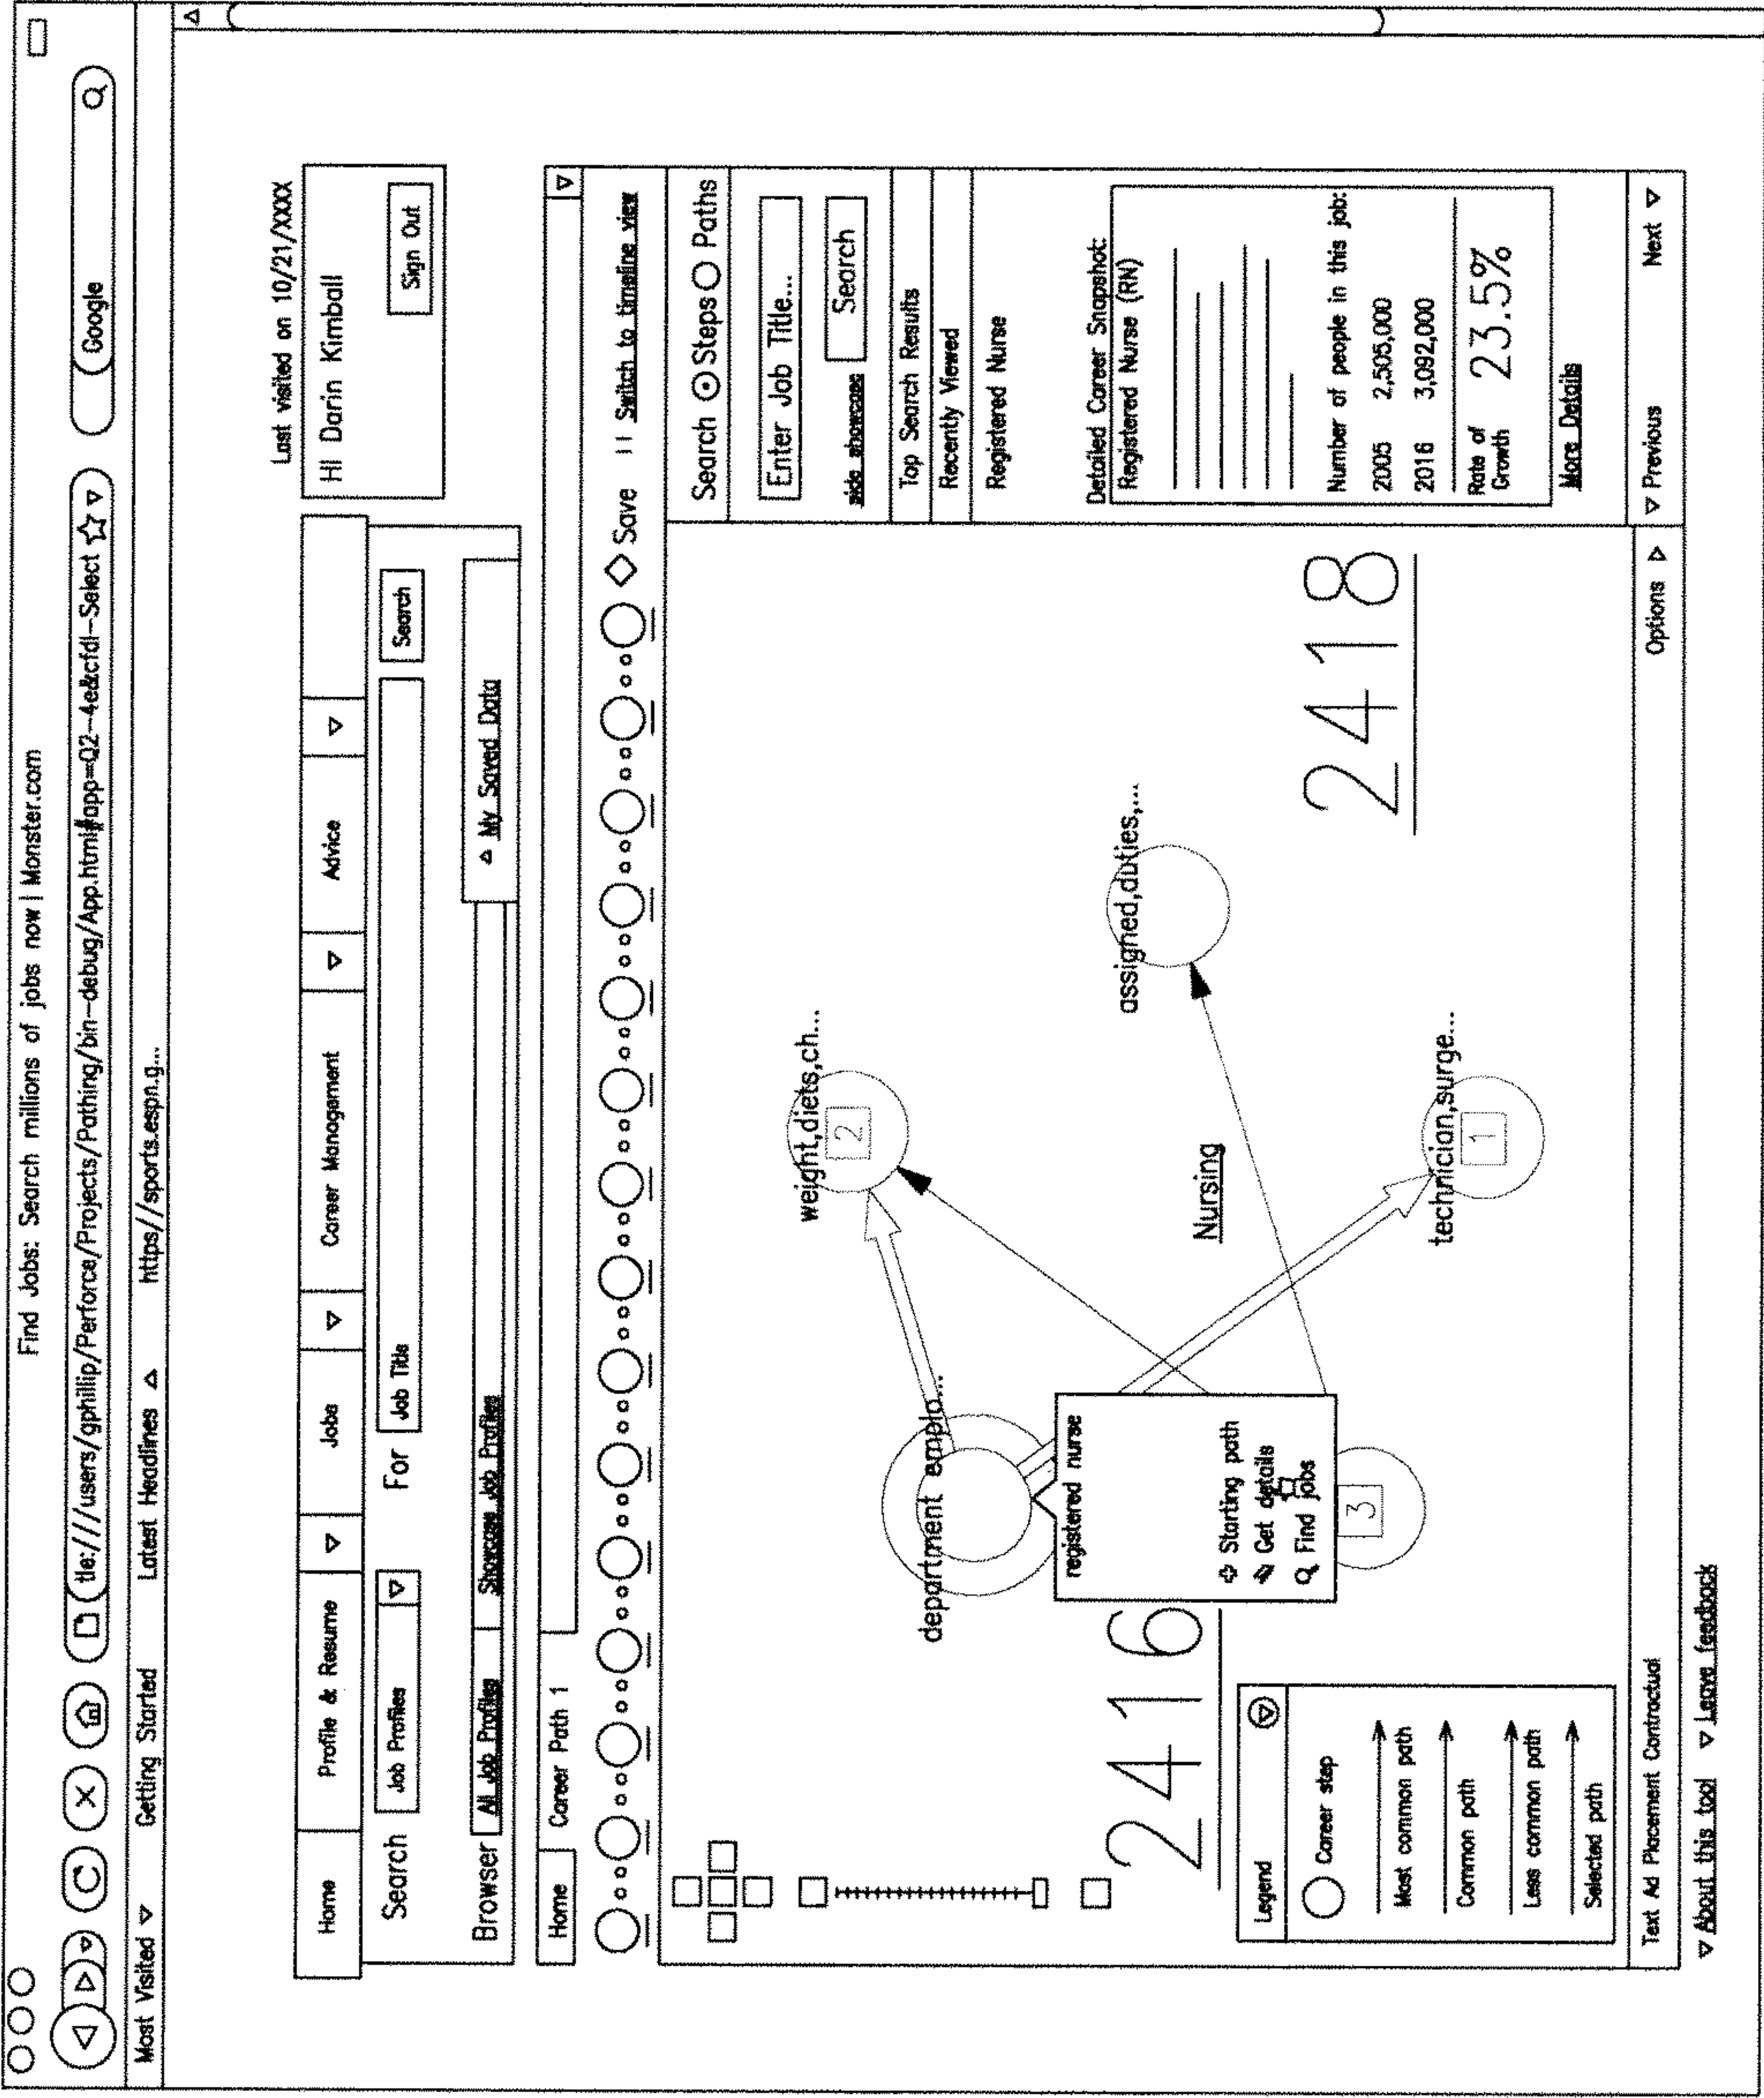 Find Jobs: Search millions of jobs now | Monster.com
tle:///users/gphillip/Perforce/Projects/Pathing/bin-debug/App.html#app=Q2-4e&ctdl-Select
Google
Most Visited
Getting Started
Latest Headlines
https//sports.espn.g...
Last visited on 10/21/XXXX
Hi Darin Kimball
Sign Out
Home
Profile & Resume
Jobs
Career Management
Advice
Search
Job Profiles
For
Job Title
Search
Browser
All Job Profiles
Showcase Job Profiles
My Saved Data
Home
Career Path 1
Save
Switch to timeline view
Search Steps Paths
Enter Job Title...
Search
Top Search Results
Recently Viewed
Registered Nurse
Detailed Career Snapshot:
Registered Nurse (RN)
Number of people in this job:
2005 2,505,000
2016 3,092,000
Rate of
Growth 23.5%
More Details
weight,diets,ch...
2
department emplo...
assigned,duties,...
Nursing
registered nurse
Starting path
Get details
Find jobs
3
technician,surge...
1
2416
2418
Legend
Career step
Most common path
Common path
Less common path
Selected path
Text Ad Placement Contractual
Options
Previous
Next
About this tool
Leave feedback